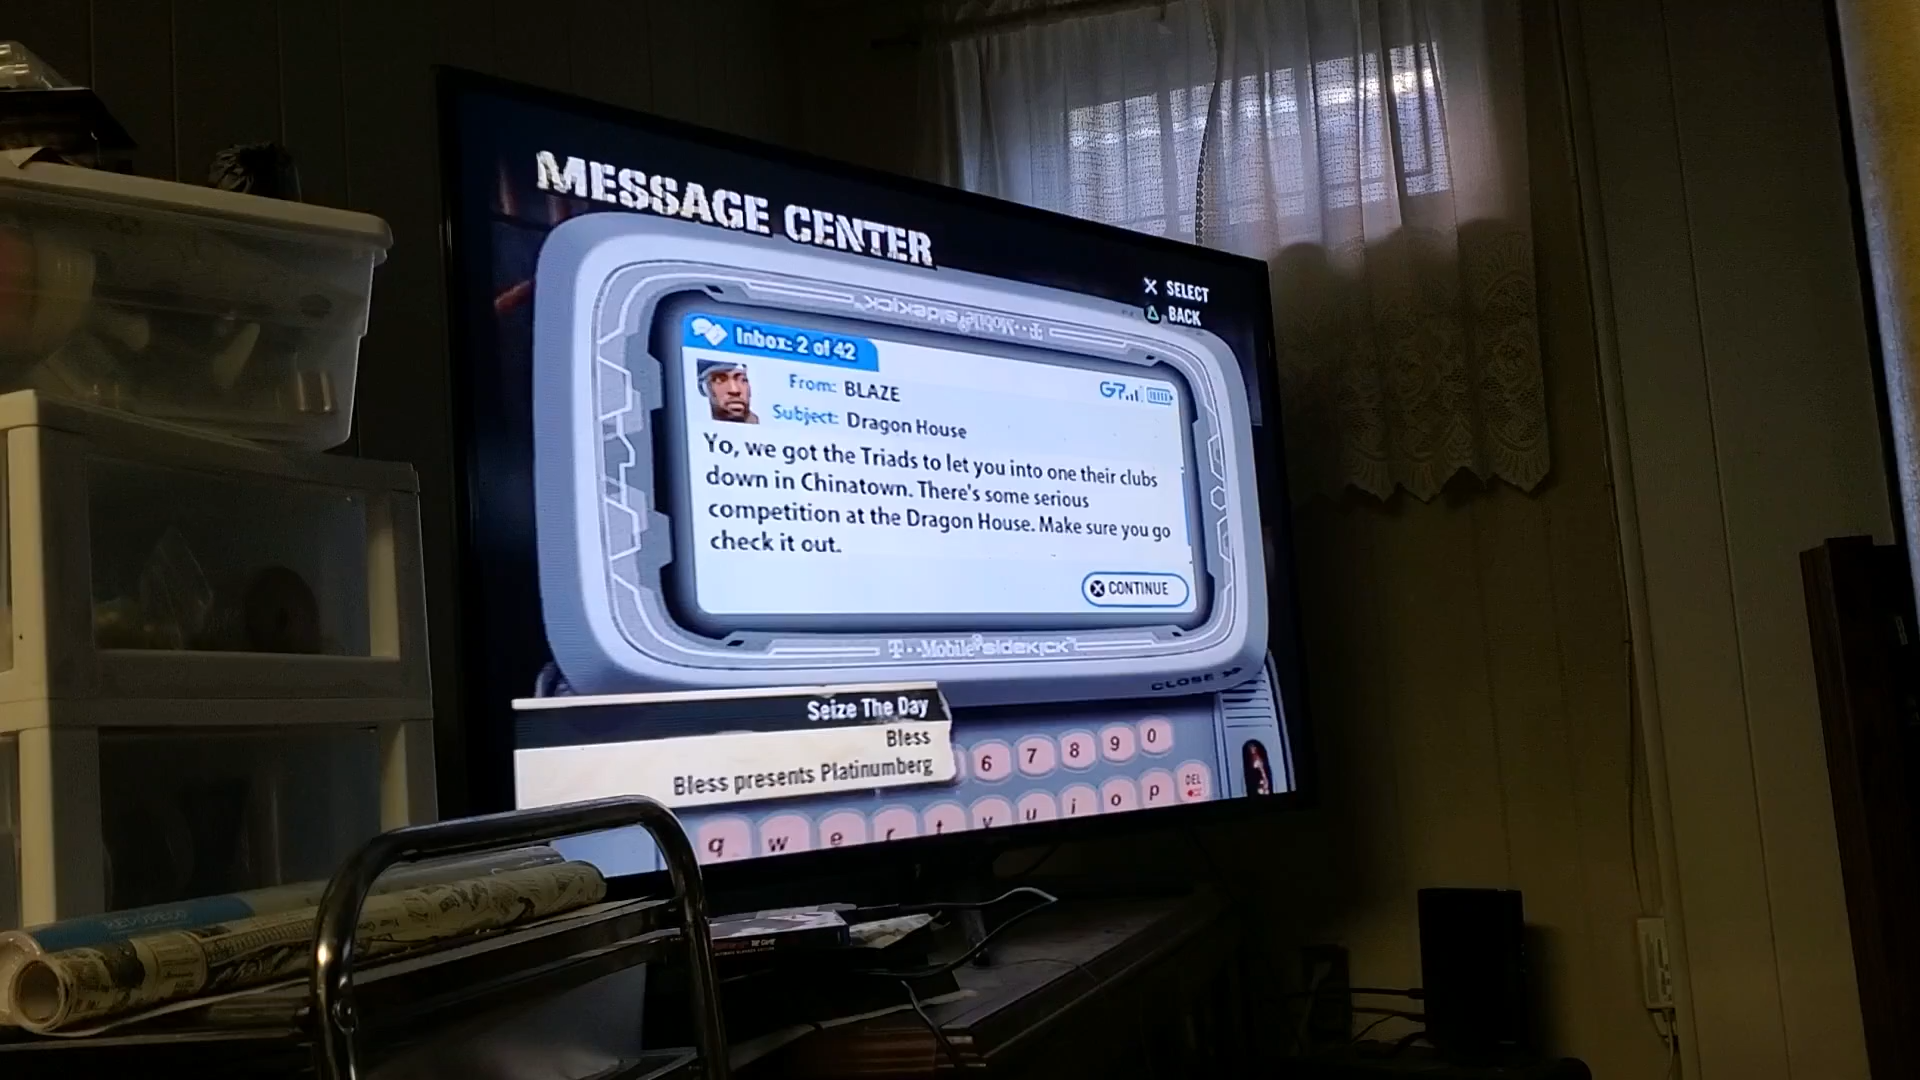 MESSAGE CENTER
SELECT
BACK
T-Mobile sidekick
Inbox: 2 of 42
From: BLAZE
Subject: Dragon House
Yo, we got the Triads to let you into one their clubs
down in Chinatown. There's some serious
competition at the Dragon House. Make sure you go
check it out.
CONTINUE
T-Mobile sidekick
CLOSE
Seize The Day
Bless
Bless presents Platinumberg
6 7 8 9 0
q w e r t y u i o p DEL